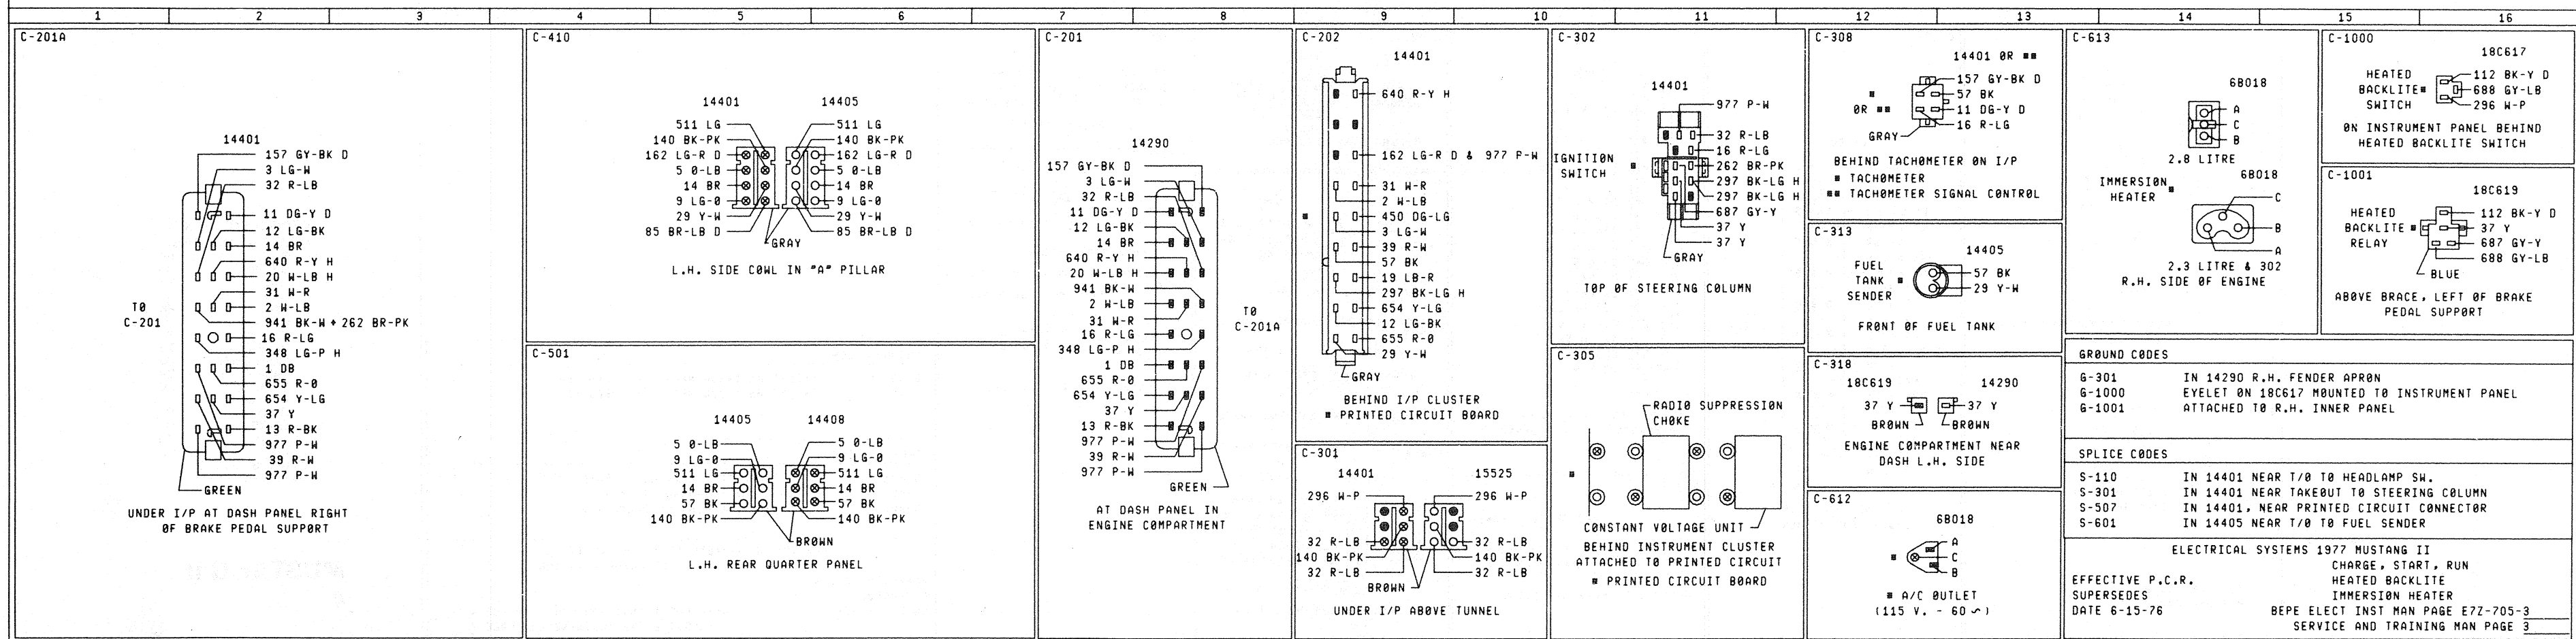 1 2 3 4 5 6 7 8 9 10 11 12 13 14 15 16
C-201A
14401
157 GY-BK D
3 LG-W
32 R-LB
11 DG-Y D
12 LG-BK
14 BR
640 R-Y H
20 W-LB H
31 W-R
2 W-LB
941 BK-W + 262 BR-PK
16 R-LG
348 LG-P H
1 DB
655 R-O
654 Y-LG
37 Y
13 R-BK
977 P-W
39 R-W
977 P-W
TO
C-201
GREEN
UNDER I/P AT DASH PANEL RIGHT
OF BRAKE PEDAL SUPPORT
C-410
14401 14405
511 LG 511 LG
140 BK-PK 140 BK-PK
162 LG-R D 162 LG-R D
5 O-LB 5 O-LB
14 BR 14 BR
9 LG-O 9 LG-O
29 Y-W 29 Y-W
85 BR-LB D 85 BR-LB D
GRAY
L.H. SIDE COWL IN "A" PILLAR
C-501
14405 14408
5 O-LB 5 O-LB
9 LG-O 9 LG-O
511 LG 511 LG
14 BR 14 BR
57 BK 57 BK
140 BK-PK 140 BK-PK
BROWN
L.H. REAR QUARTER PANEL
C-201
14290
157 GY-BK D
3 LG-W
32 R-LB
11 DG-Y D
12 LG-BK
14 BR
640 R-Y H
20 W-LB H
941 BK-W
2 W-LB
31 W-R
16 R-LG
348 LG-P H
1 DB
655 R-O
654 Y-LG
37 Y
13 R-BK
977 P-W
39 R-W
977 P-W
TO
C-201A
GREEN
AT DASH PANEL IN
ENGINE COMPARTMENT
C-202
14401
640 R-Y H
162 LG-R D & 977 P-W
31 W-R
2 W-LB
450 DG-LG
3 LG-W
39 R-W
57 BK
19 LB-R
297 BK-LG H
654 Y-LG
12 LG-BK
655 R-O
29 Y-W
GRAY
BEHIND I/P CLUSTER
PRINTED CIRCUIT BOARD
C-301
14401 15525
296 W-P 296 W-P
32 R-LB 32 R-LB
140 BK-PK 140 BK-PK
32 R-LB 32 R-LB
BROWN
UNDER I/P ABOVE TUNNEL
C-302
14401
977 P-W
32 R-LB
16 R-LG
262 BR-PK
297 BK-LG H
297 BK-LG H
687 GY-Y
37 Y
37 Y
IGNITION
SWITCH
GRAY
TOP OF STEERING COLUMN
C-305
RADIO SUPPRESSION
CHOKE
CONSTANT VOLTAGE UNIT
BEHIND INSTRUMENT CLUSTER
ATTACHED TO PRINTED CIRCUIT
PRINTED CIRCUIT BOARD
C-308
14401 OR
157 GY-BK D
57 BK
OR
11 DG-Y D
16 R-LG
GRAY
BEHIND TACHOMETER ON I/P
TACHOMETER
TACHOMETER SIGNAL CONTROL
C-313
14405
FUEL
TANK
SENDER
57 BK
29 Y-W
FRONT OF FUEL TANK
C-318
18C619 14290
37 Y 37 Y
BROWN BROWN
ENGINE COMPARTMENT NEAR
DASH L.H. SIDE
C-612
6B018
A
C
B
A/C OUTLET
(115 V. - 60 ~)
C-613
6B018
A
C
B
2.8 LITRE
6B018
IMMERSION
HEATER
C
B
A
2.3 LITRE & 302
R.H. SIDE OF ENGINE
C-1000
18C617
HEATED
BACKLITE
SWITCH
112 BK-Y D
688 GY-LB
296 W-P
ON INSTRUMENT PANEL BEHIND
HEATED BACKLITE SWITCH
C-1001
18C619
HEATED
BACKLITE
RELAY
112 BK-Y D
37 Y
687 GY-Y
688 GY-LB
BLUE
ABOVE BRACE, LEFT OF BRAKE
PEDAL SUPPORT
GROUND CODES
G-301 IN 14290 R.H. FENDER APRON
G-1000 EYELET ON 18C617 MOUNTED TO INSTRUMENT PANEL
G-1001 ATTACHED TO R.H. INNER PANEL
SPLICE CODES
S-110 IN 14401 NEAR T/O TO HEADLAMP SW.
S-301 IN 14401 NEAR TAKEOUT TO STEERING COLUMN
S-507 IN 14401, NEAR PRINTED CIRCUIT CONNECTOR
S-601 IN 14405 NEAR T/O TO FUEL SENDER
ELECTRICAL SYSTEMS 1977 MUSTANG II
CHARGE, START, RUN
EFFECTIVE P.C.R. HEATED BACKLITE
SUPERSEDES IMMERSION HEATER
DATE 6-15-76 BEPE ELECT INST MAN PAGE E7Z-705-3
SERVICE AND TRAINING MAN PAGE 3